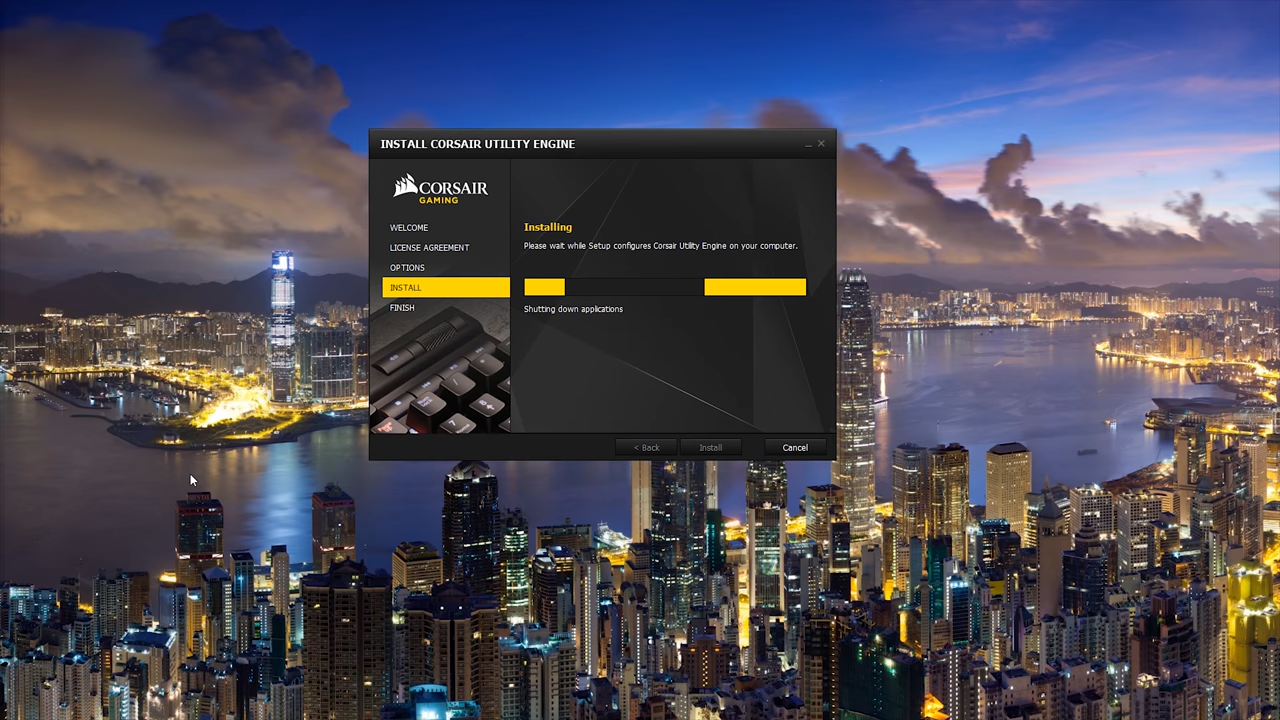 INSTALL CORSAIR UTILITY ENGINE
CORSAIR
GAMING
WELCOME
LICENSE AGREEMENT
OPTIONS
INSTALL
FINISH
Installing
Please wait while Setup configures Corsair Utility Engine on your computer.
Shutting down applications
< Back
Install
Cancel